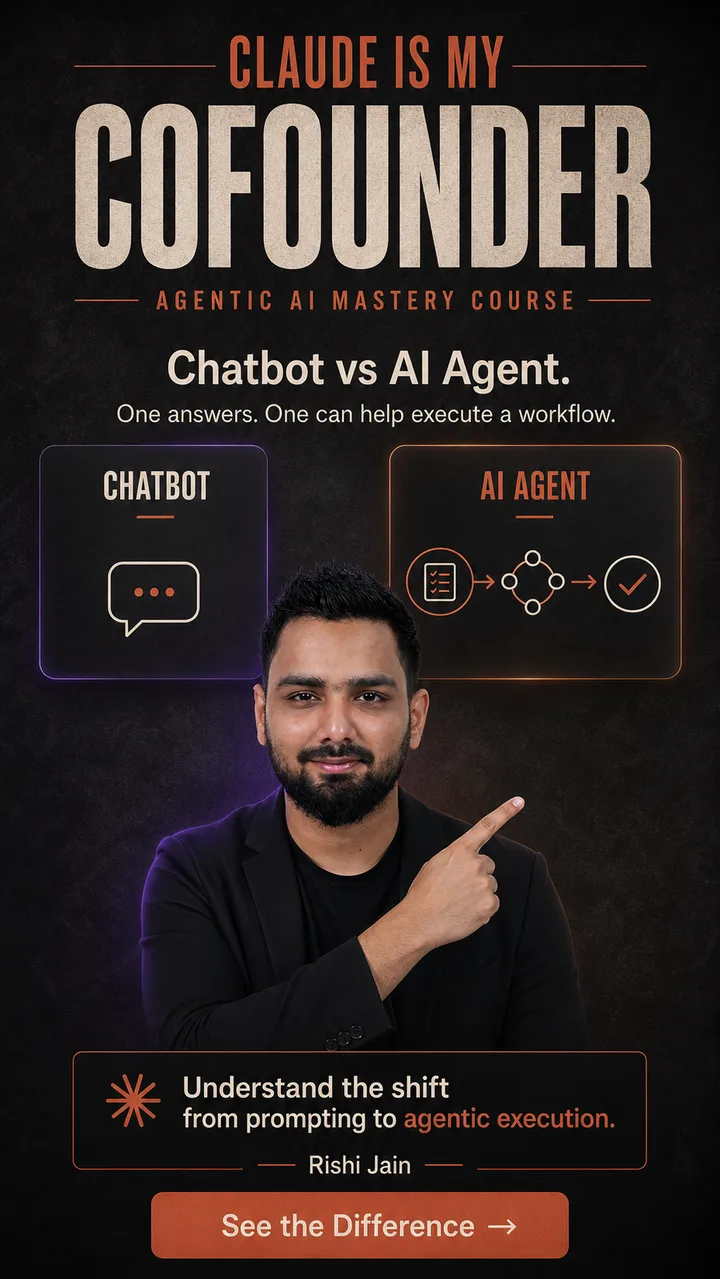 CLAUDE IS MY
COFOUNDER
AGENTIC AI MASTERY COURSE
Chatbot vs AI Agent.
One answers. One can help execute a workflow.
CHATBOT
AI AGENT
Understand the shift
from prompting to agentic execution.
Rishi Jain
See the Difference →